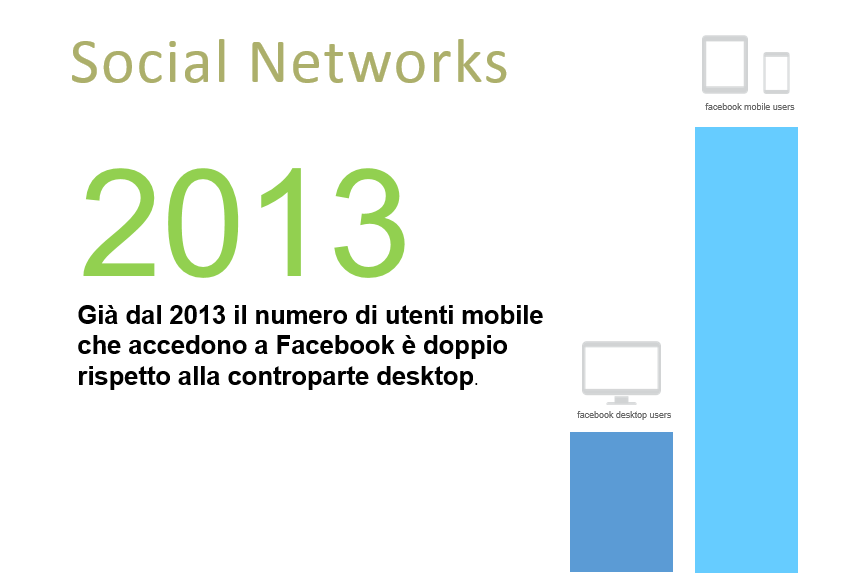 Social Networks
facebook mobile users
2013
Già dal 2013 il numero di utenti mobile
che accedono a Facebook è doppio
rispetto alla controparte desktop.
facebook desktop users